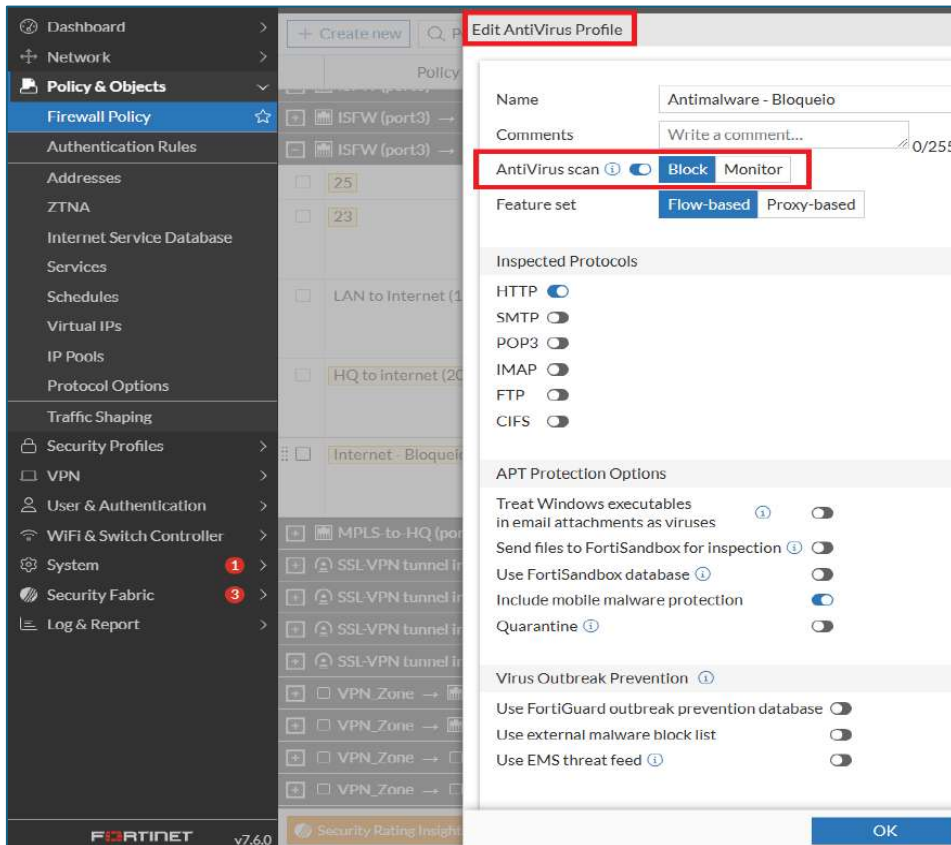 Dashboard
Network
Policy & Objects
Firewall Policy
Authentication Rules
Addresses
ZTNA
Internet Service Database
Services
Schedules
Virtual IPs
IP Pools
Protocol Options
Traffic Shaping
Security Profiles
VPN
User & Authentication
WiFi & Switch Controller
System 1
Security Fabric 3
Log & Report
FORTINET v7.6.0
+ Create new
Policy
ISFW (port3) →
ISFW (port3) →
25
23
LAN to Internet (1
HQ to internet (20
Internet - Bloquei
MPLS-to-HQ (por
SSL-VPN tunnel in
SSL-VPN tunnel in
SSL-VPN tunnel in
SSL-VPN tunnel in
VPN_Zone →
VPN_Zone →
VPN_Zone →
VPN_Zone →
Security Rating Insight
Edit AntiVirus Profile
Name Antimalware - Bloqueio
Comments Write a comment... 0/255
AntiVirus scan Block Monitor
Feature set Flow-based Proxy-based
Inspected Protocols
HTTP
SMTP
POP3
IMAP
FTP
CIFS
APT Protection Options
Treat Windows executables
in email attachments as viruses
Send files to FortiSandbox for inspection
Use FortiSandbox database
Include mobile malware protection
Quarantine
Virus Outbreak Prevention
Use FortiGuard outbreak prevention database
Use external malware block list
Use EMS threat feed
OK